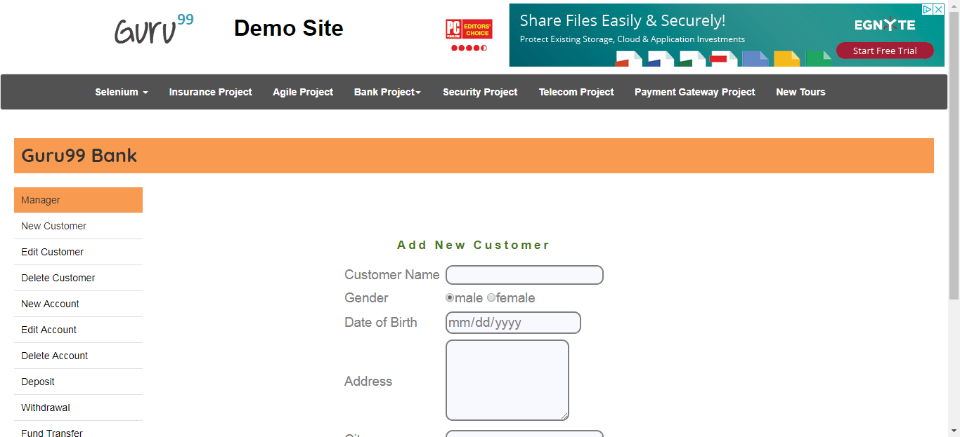 Guru99
Demo Site
PC EDITORS' CHOICE
Share Files Easily & Securely!
Protect Existing Storage, Cloud & Application Investments
EGNYTE
Start Free Trial
Selenium Insurance Project Agile Project Bank Project Security Project Telecom Project Payment Gateway Project New Tours
Guru99 Bank
Manager
New Customer
Edit Customer
Delete Customer
New Account
Edit Account
Delete Account
Deposit
Withdrawal
Fund Transfer
Add New Customer
Customer Name
Gender male female
Date of Birth mm/dd/yyyy
Address